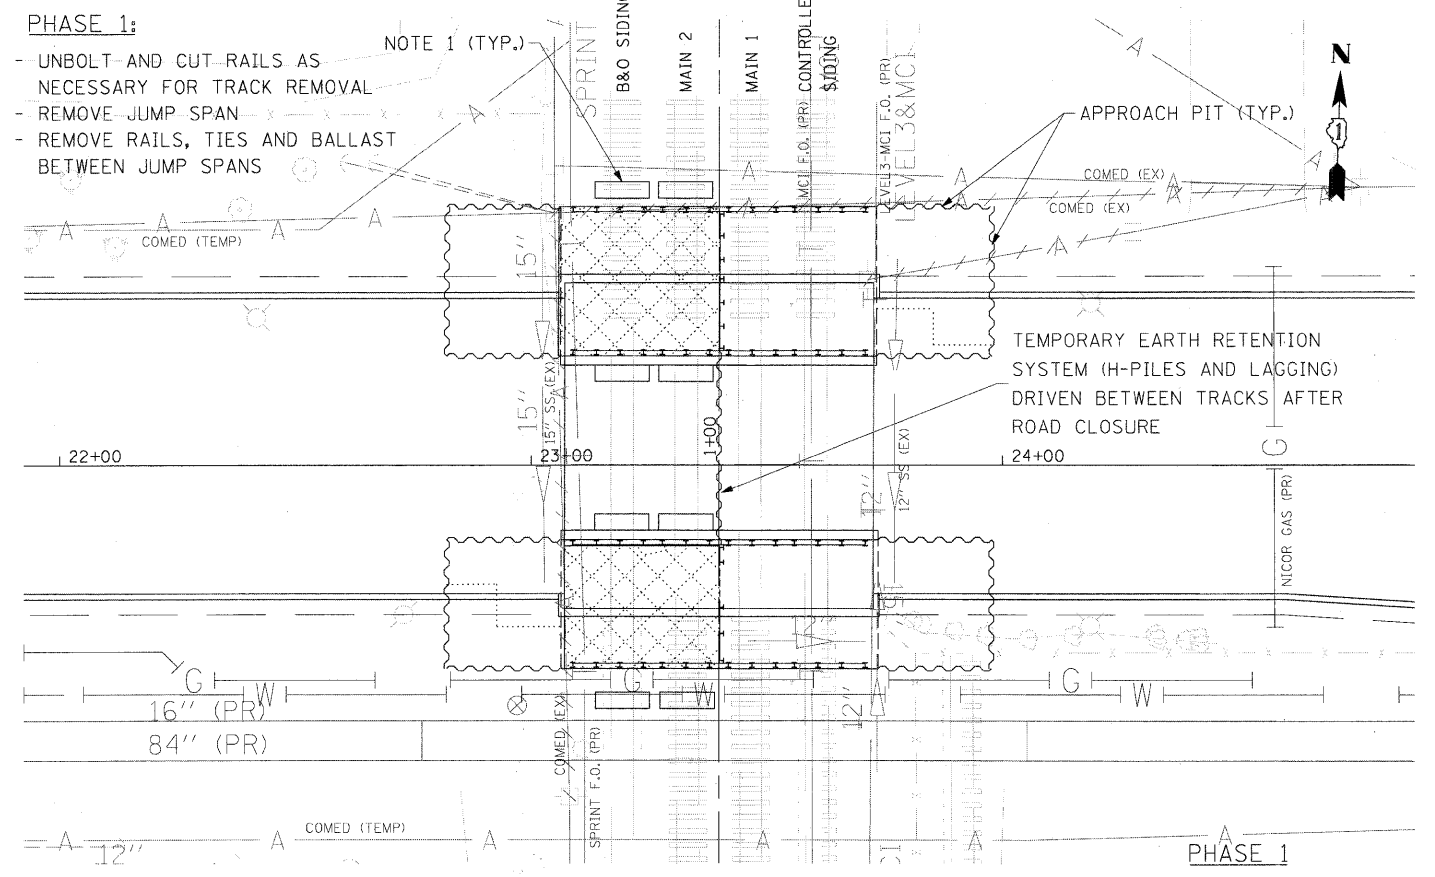 PHASE 1:
- UNBOLT AND CUT RAILS AS
NECESSARY FOR TRACK REMOVAL
- REMOVE JUMP SPAN
- REMOVE RAILS, TIES AND BALLAST
BETWEEN JUMP SPANS
NOTE 1 (TYP.)
SPRINT
B&O SIDING
MAIN 2
MAIN 1
CONTROLLE
SIDING
MCI F.O. (PR)
LEVEL3-MCI F.O. (PR)
LEVEL3&MCI
N
1
APPROACH PIT (TYP.)
A
A
A
A
A
A
A
A
A
A
A
COMED (EX)
COMED (EX)
COMED (TEMP)
15"
15"
15" SS (EX)
TEMPORARY EARTH RETENTION
SYSTEM (H-PILES AND LAGGING)
DRIVEN BETWEEN TRACKS AFTER
ROAD CLOSURE
22+00
23+00
1+00
24+00
12"
12" SS (EX)
G
NICOR GAS (PR)
15"
12"
G
W
G
W
G
W
16" (PR)
84" (PR)
12"
COMED (EX)
SPRINT F.O. (PR)
COMED (TEMP)
A
A
A
A
A
A
12"
CI
PHASE 1